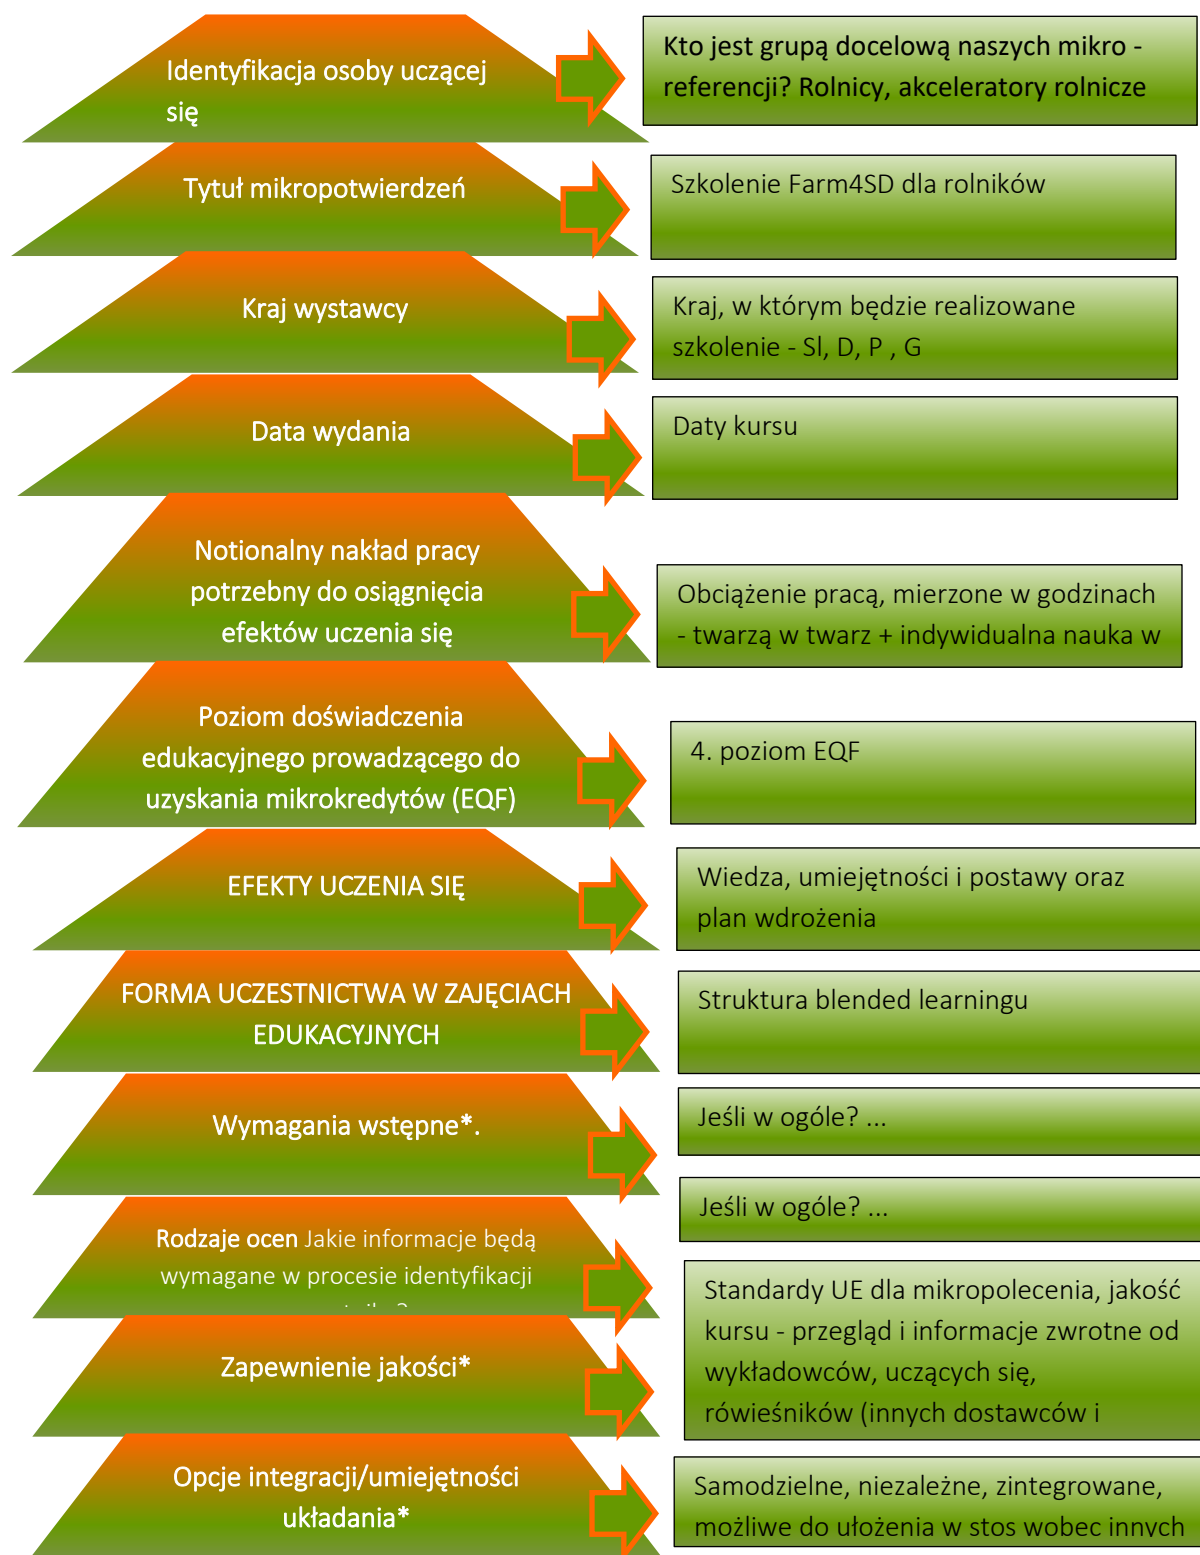 Identyfikacja osoby uczącej
się
Kto jest grupą docelową naszych mikro -
referencji? Rolnicy, akceleratory rolnicze
Tytuł mikropotwierdzeń
Szkolenie Farm4SD dla rolników
Kraj wystawcy
Kraj, w którym będzie realizowane
szkolenie - Sl, D, P , G
Data wydania
Daty kursu
Notionalny nakład pracy
potrzebny do osiągnięcia
efektów uczenia się
Obciążenie pracą, mierzone w godzinach
- twarzą w twarz + indywidualna nauka w
Poziom doświadczenia
edukacyjnego prowadzącego do
uzyskania mikrokredytów (EQF)
4. poziom EQF
EFEKTY UCZENIA SIĘ
Wiedza, umiejętności i postawy oraz
plan wdrożenia
FORMA UCZESTNICTWA W ZAJĘCIACH
EDUKACYJNYCH
Struktura blended learningu
Wymagania wstępne*.
Jeśli w ogóle? ...
Rodzaje ocen Jakie informacje będą
wymagane w procesie identyfikacji
Jeśli w ogóle? ...
Zapewnienie jakości*
Standardy UE dla mikropolecenia, jakość
kursu - przegląd i informacje zwrotne od
wykładowców, uczących się,
rówieśników (innych dostawców i
Opcje integracji/umiejętności
układania*
Samodzielne, niezależne, zintegrowane,
możliwe do ułożenia w stos wobec innych